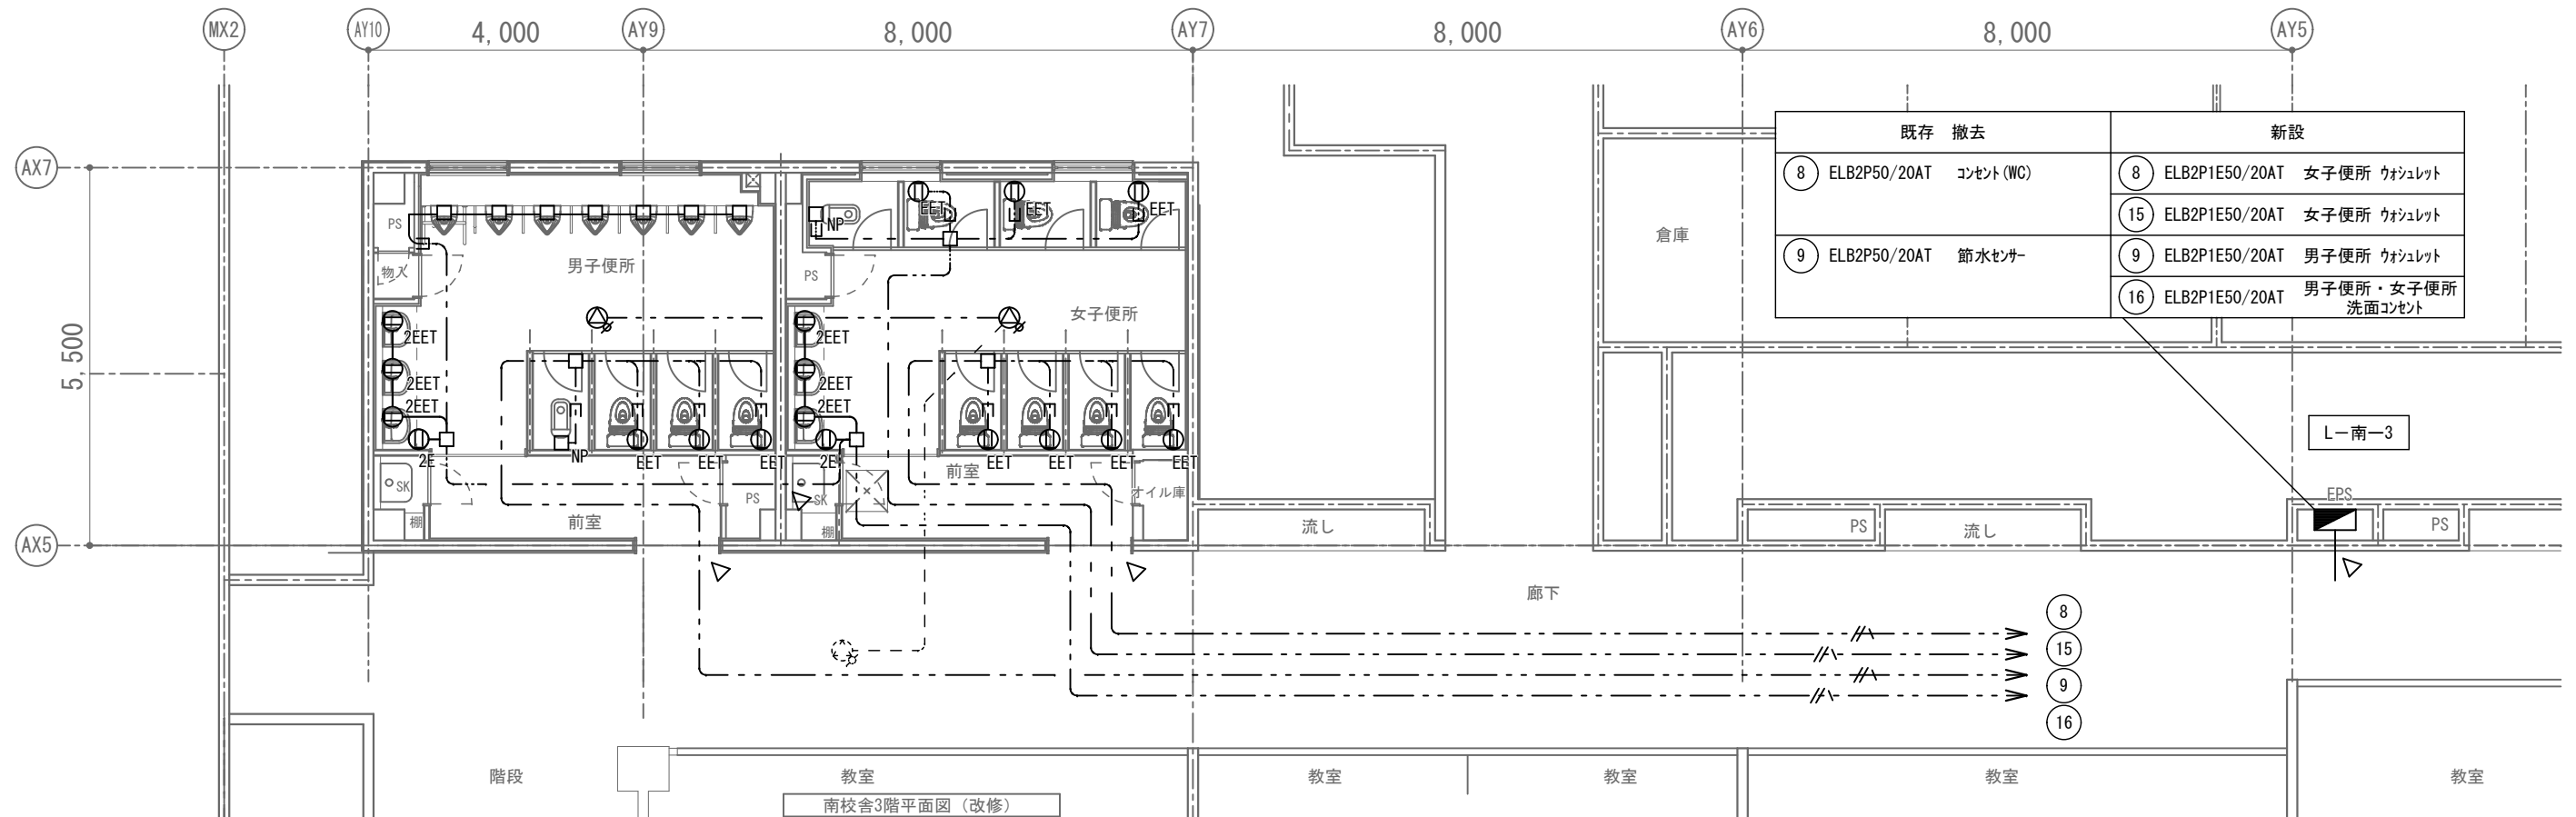 MX2
AY10
4,000
AY9
8,000
AY7
8,000
AY6
8,000
AY5
既存 撤去
新設
8 ELB2P50/20AT コンセント(WC)
8 ELB2P1E50/20AT 女子便所 ウォシュレット
15 ELB2P1E50/20AT 女子便所 ウォシュレット
9 ELB2P50/20AT 節水センサー
9 ELB2P1E50/20AT 男子便所 ウォシュレット
16 ELB2P1E50/20AT 男子便所・女子便所
洗面コンセント
AX7
5,500
AX5
PS
物入
男子便所
2EET
2EET
2EET
2E
NP
EET
EET
EET
SK
棚
前室
PS
NP
EET
EET
EET
PS
女子便所
2EET
2EET
2EET
2E
EET
EET
EET
EET
SK
棚
前室
オイル庫
倉庫
L－南－3
EPS
流し
PS
流し
PS
廊下
8
15
9
16
階段
教室
教室
教室
教室
教室
南校舎3階平面図（改修）